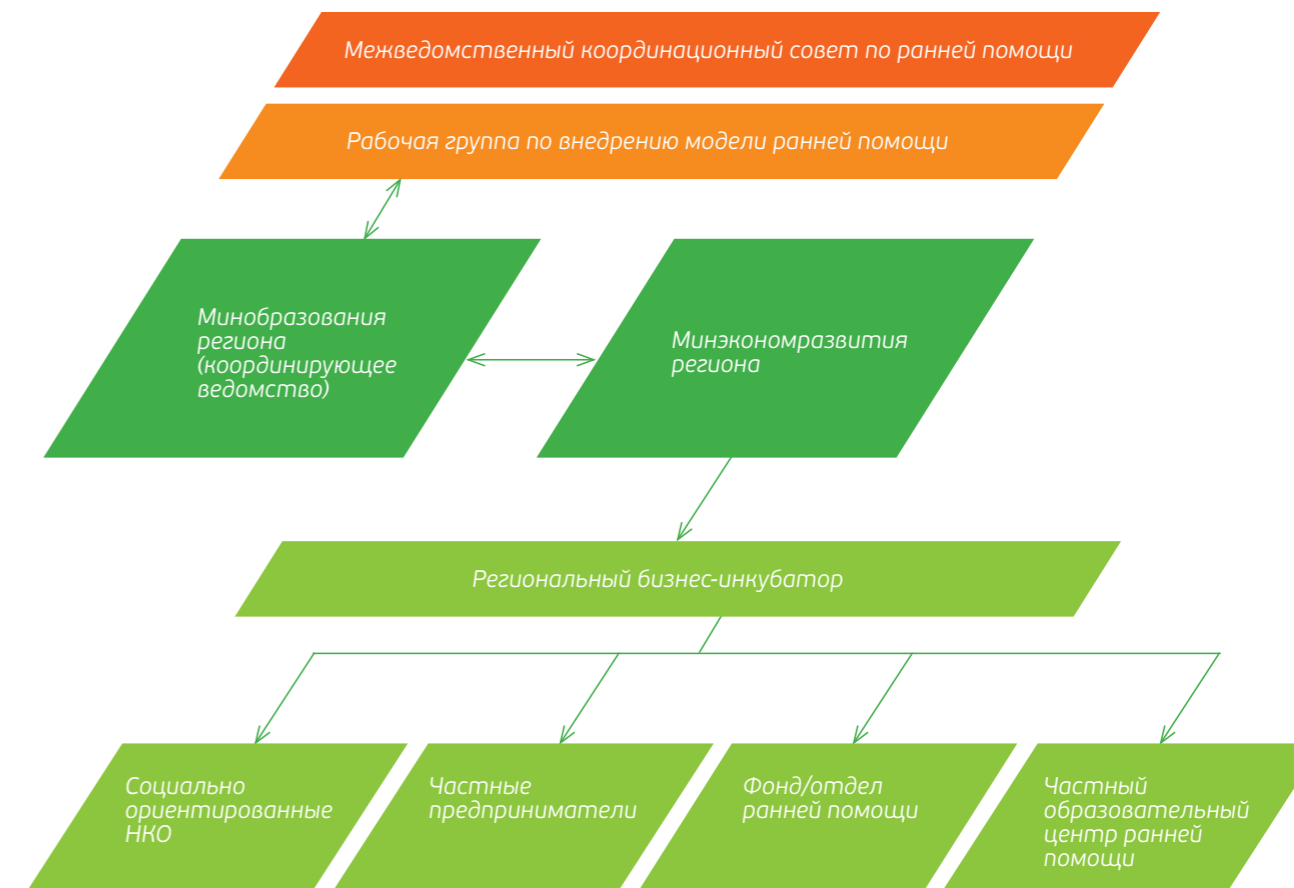 Межведомственный координационный совет по ранней помощи
Рабочая группа по внедрению модели ранней помощи
Минобразования
региона
(координирующее
ведомство)
Минэкономразвития
региона
Региональный бизнес-инкубатор
Социально
ориентированные
НКО
Частные
предприниматели
Фонд/отдел
ранней помощи
Частный
образовательный
центр ранней
помощи